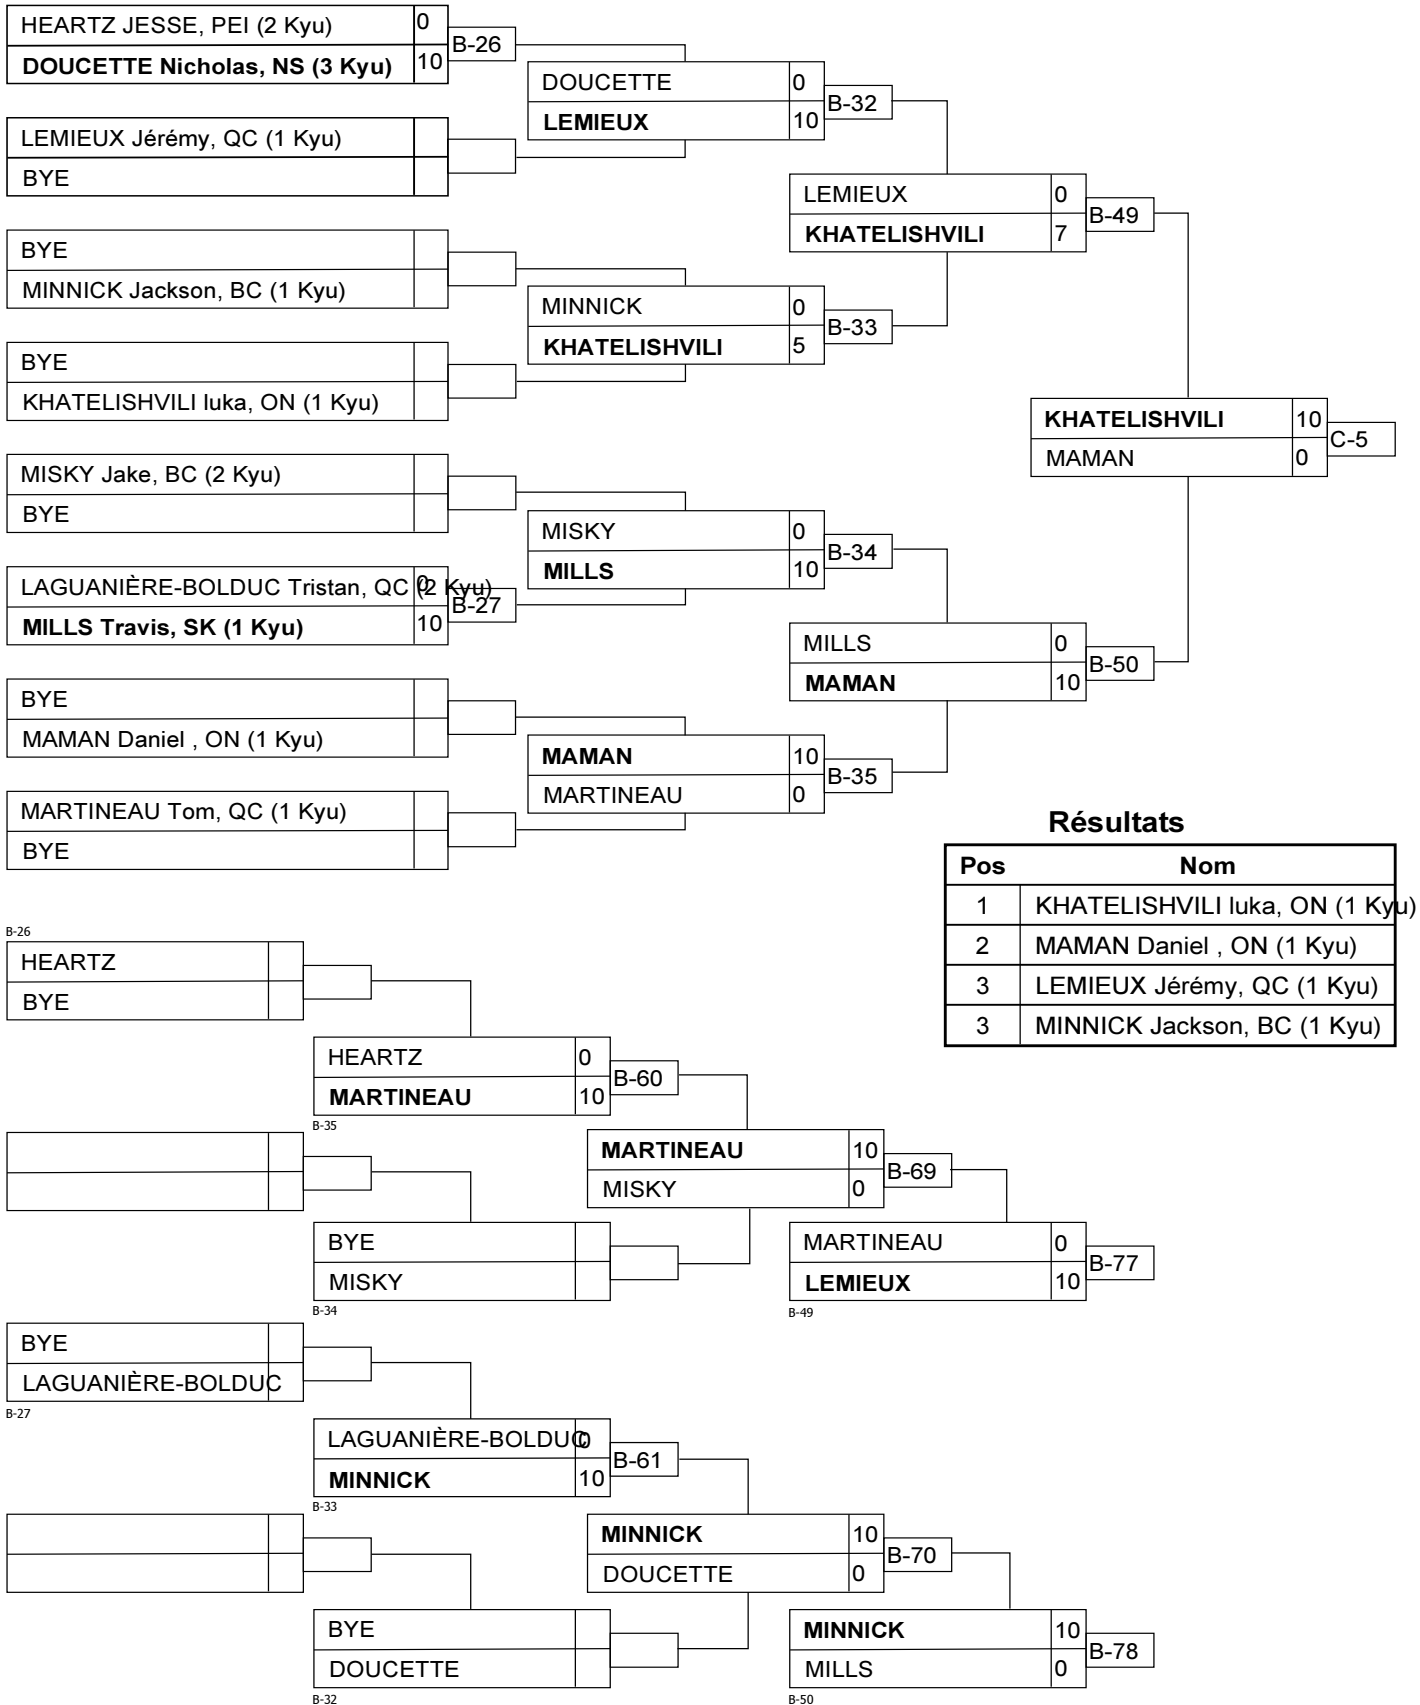 HEARTZ JESSE, PEI (2 Kyu) 0
DOUCETTE Nicholas, NS (3 Kyu) 10
B-26
LEMIEUX Jérémy, QC (1 Kyu)
BYE
BYE
MINNICK Jackson, BC (1 Kyu)
BYE
KHATELISHVILI luka, ON (1 Kyu)
MISKY Jake, BC (2 Kyu)
BYE
LAGUANIÈRE-BOLDUC Tristan, QC (2 Kyu) 0
MILLS Travis, SK (1 Kyu) 10
B-27
BYE
MAMAN Daniel , ON (1 Kyu)
MARTINEAU Tom, QC (1 Kyu)
BYE
DOUCETTE 0
LEMIEUX 10
B-32
MINNICK 0
KHATELISHVILI 5
B-33
MISKY 0
MILLS 10
B-34
MAMAN 10
MARTINEAU 0
B-35
LEMIEUX 0
KHATELISHVILI 7
B-49
MILLS 0
MAMAN 10
B-50
KHATELISHVILI 10
MAMAN 0
C-5
Résultats
Pos Nom
1 KHATELISHVILI luka, ON (1 Kyu)
2 MAMAN Daniel , ON (1 Kyu)
3 LEMIEUX Jérémy, QC (1 Kyu)
3 MINNICK Jackson, BC (1 Kyu)
B-26
HEARTZ
BYE
BYE
LAGUANIÈRE-BOLDUC
B-27
HEARTZ 0
MARTINEAU 10
B-60
B-35
BYE
MISKY
B-34
LAGUANIÈRE-BOLDUC 0
MINNICK 10
B-61
B-33
BYE
DOUCETTE
B-32
MARTINEAU 10
MISKY 0
B-69
MINNICK 10
DOUCETTE 0
B-70
MARTINEAU 0
LEMIEUX 10
B-77
B-49
MINNICK 10
MILLS 0
B-78
B-50